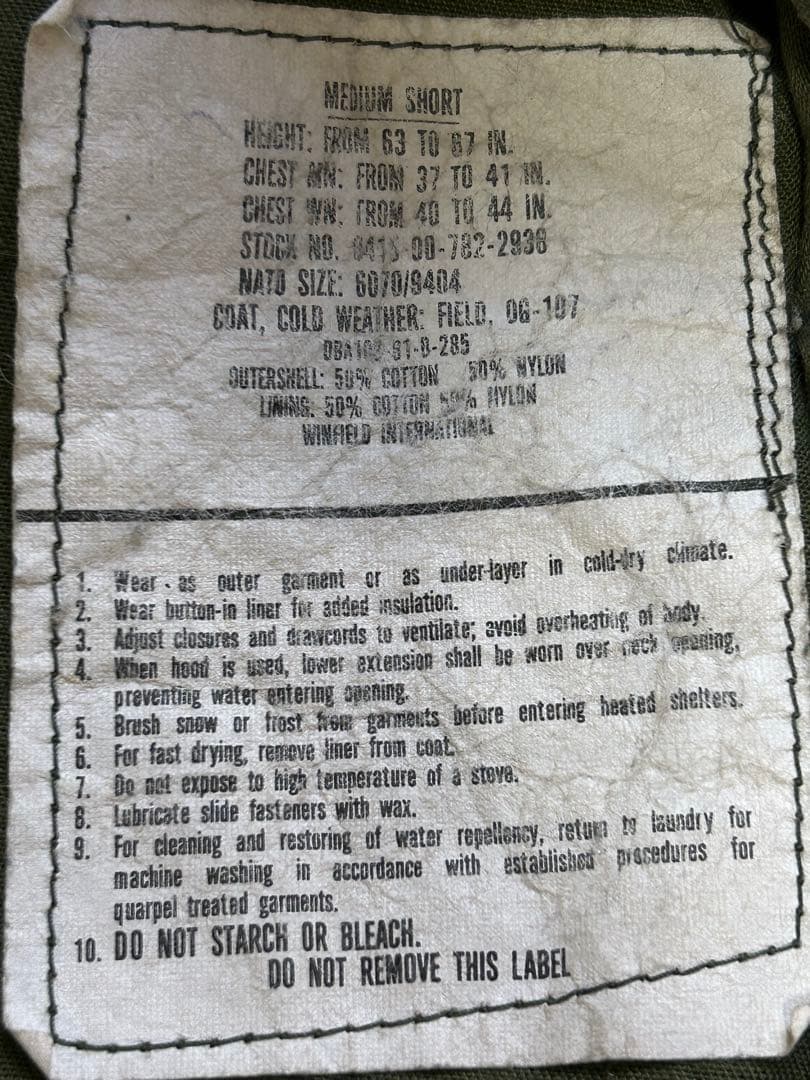 MEDIUM SHORT
HEIGHT: FROM 63 TO 67 IN.
CHEST MN: FROM 37 TO 41 IN.
CHEST WN: FROM 40 TO 44 IN.
STOCK NO. 8415-00-782-2936
NATO SIZE: 6070/9404
COAT, COLD WEATHER: FIELD, OG-107
81-D-285
OUTERSHELL: 50% COTTON 50% NYLON
LINING: 50% COTTON 50% NYLON
WINFIELD INTERNATIONAL
1. Wear as outer garment or as under-layer in cold-dry climate.
2. Wear button-in liner for added insulation.
3. Adjust closures and drawcords to ventilate; avoid overheating of body.
4. When hood is used, lower extension shall be worn over neck opening,
preventing water entering opening.
5. Brush snow or frost from garments before entering heated shelters.
6. For fast drying, remove liner from coat.
7. Do not expose to high temperature of a stove.
8. Lubricate slide fasteners with wax.
9. For cleaning and restoring of water repellency, return to laundry for
machine washing in accordance with established procedures for
quarpel treated garments.
10. DO NOT STARCH OR BLEACH.
DO NOT REMOVE THIS LABEL